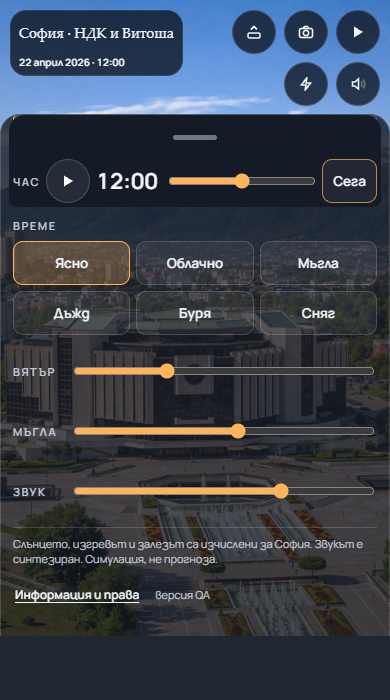 София · НДК и Витоша
22 април 2026 · 12:00
ЧАС
12:00
Сега
ВРЕМЕ
Ясно
Облачно
Мъгла
Дъжд
Буря
Сняг
ВЯТЪР
МЪГЛА
ЗВУК
Слънцето, изгревът и залезът са изчислени за София. Звукът е
синтезиран. Симулация, не прогноза.
Информация и права
версия QA